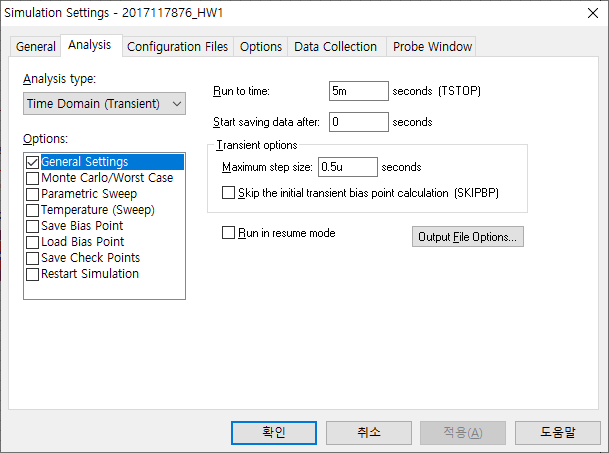 Simulation Settings - 2017117876_HW1
General Analysis Configuration Files Options Data Collection Probe Window
Analysis type:
Time Domain (Transient)
Options:
General Settings
Monte Carlo/Worst Case
Parametric Sweep
Temperature (Sweep)
Save Bias Point
Load Bias Point
Save Check Points
Restart Simulation
Run to time: 5m seconds (TSTOP)
Start saving data after: 0 seconds
Transient options
Maximum step size: 0.5u seconds
Skip the initial transient bias point calculation (SKIPBP)
Run in resume mode
Output File Options...
확인 취소 적용(A) 도움말